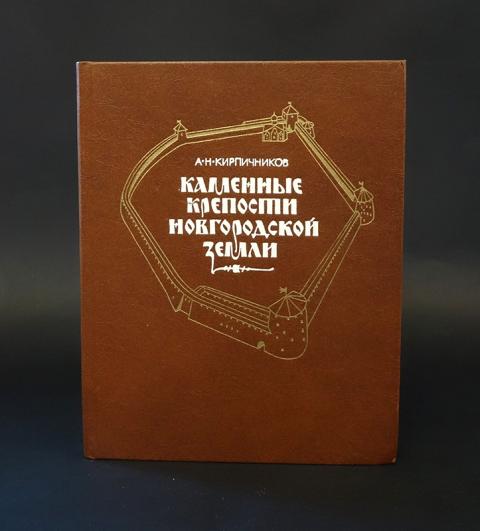 А·Н·КИРПИЧНИКОВ
КАМЕННЫЕ
КРЕПОСТИ
НОВГОРОДСКОЙ
ЗЕМЛИ